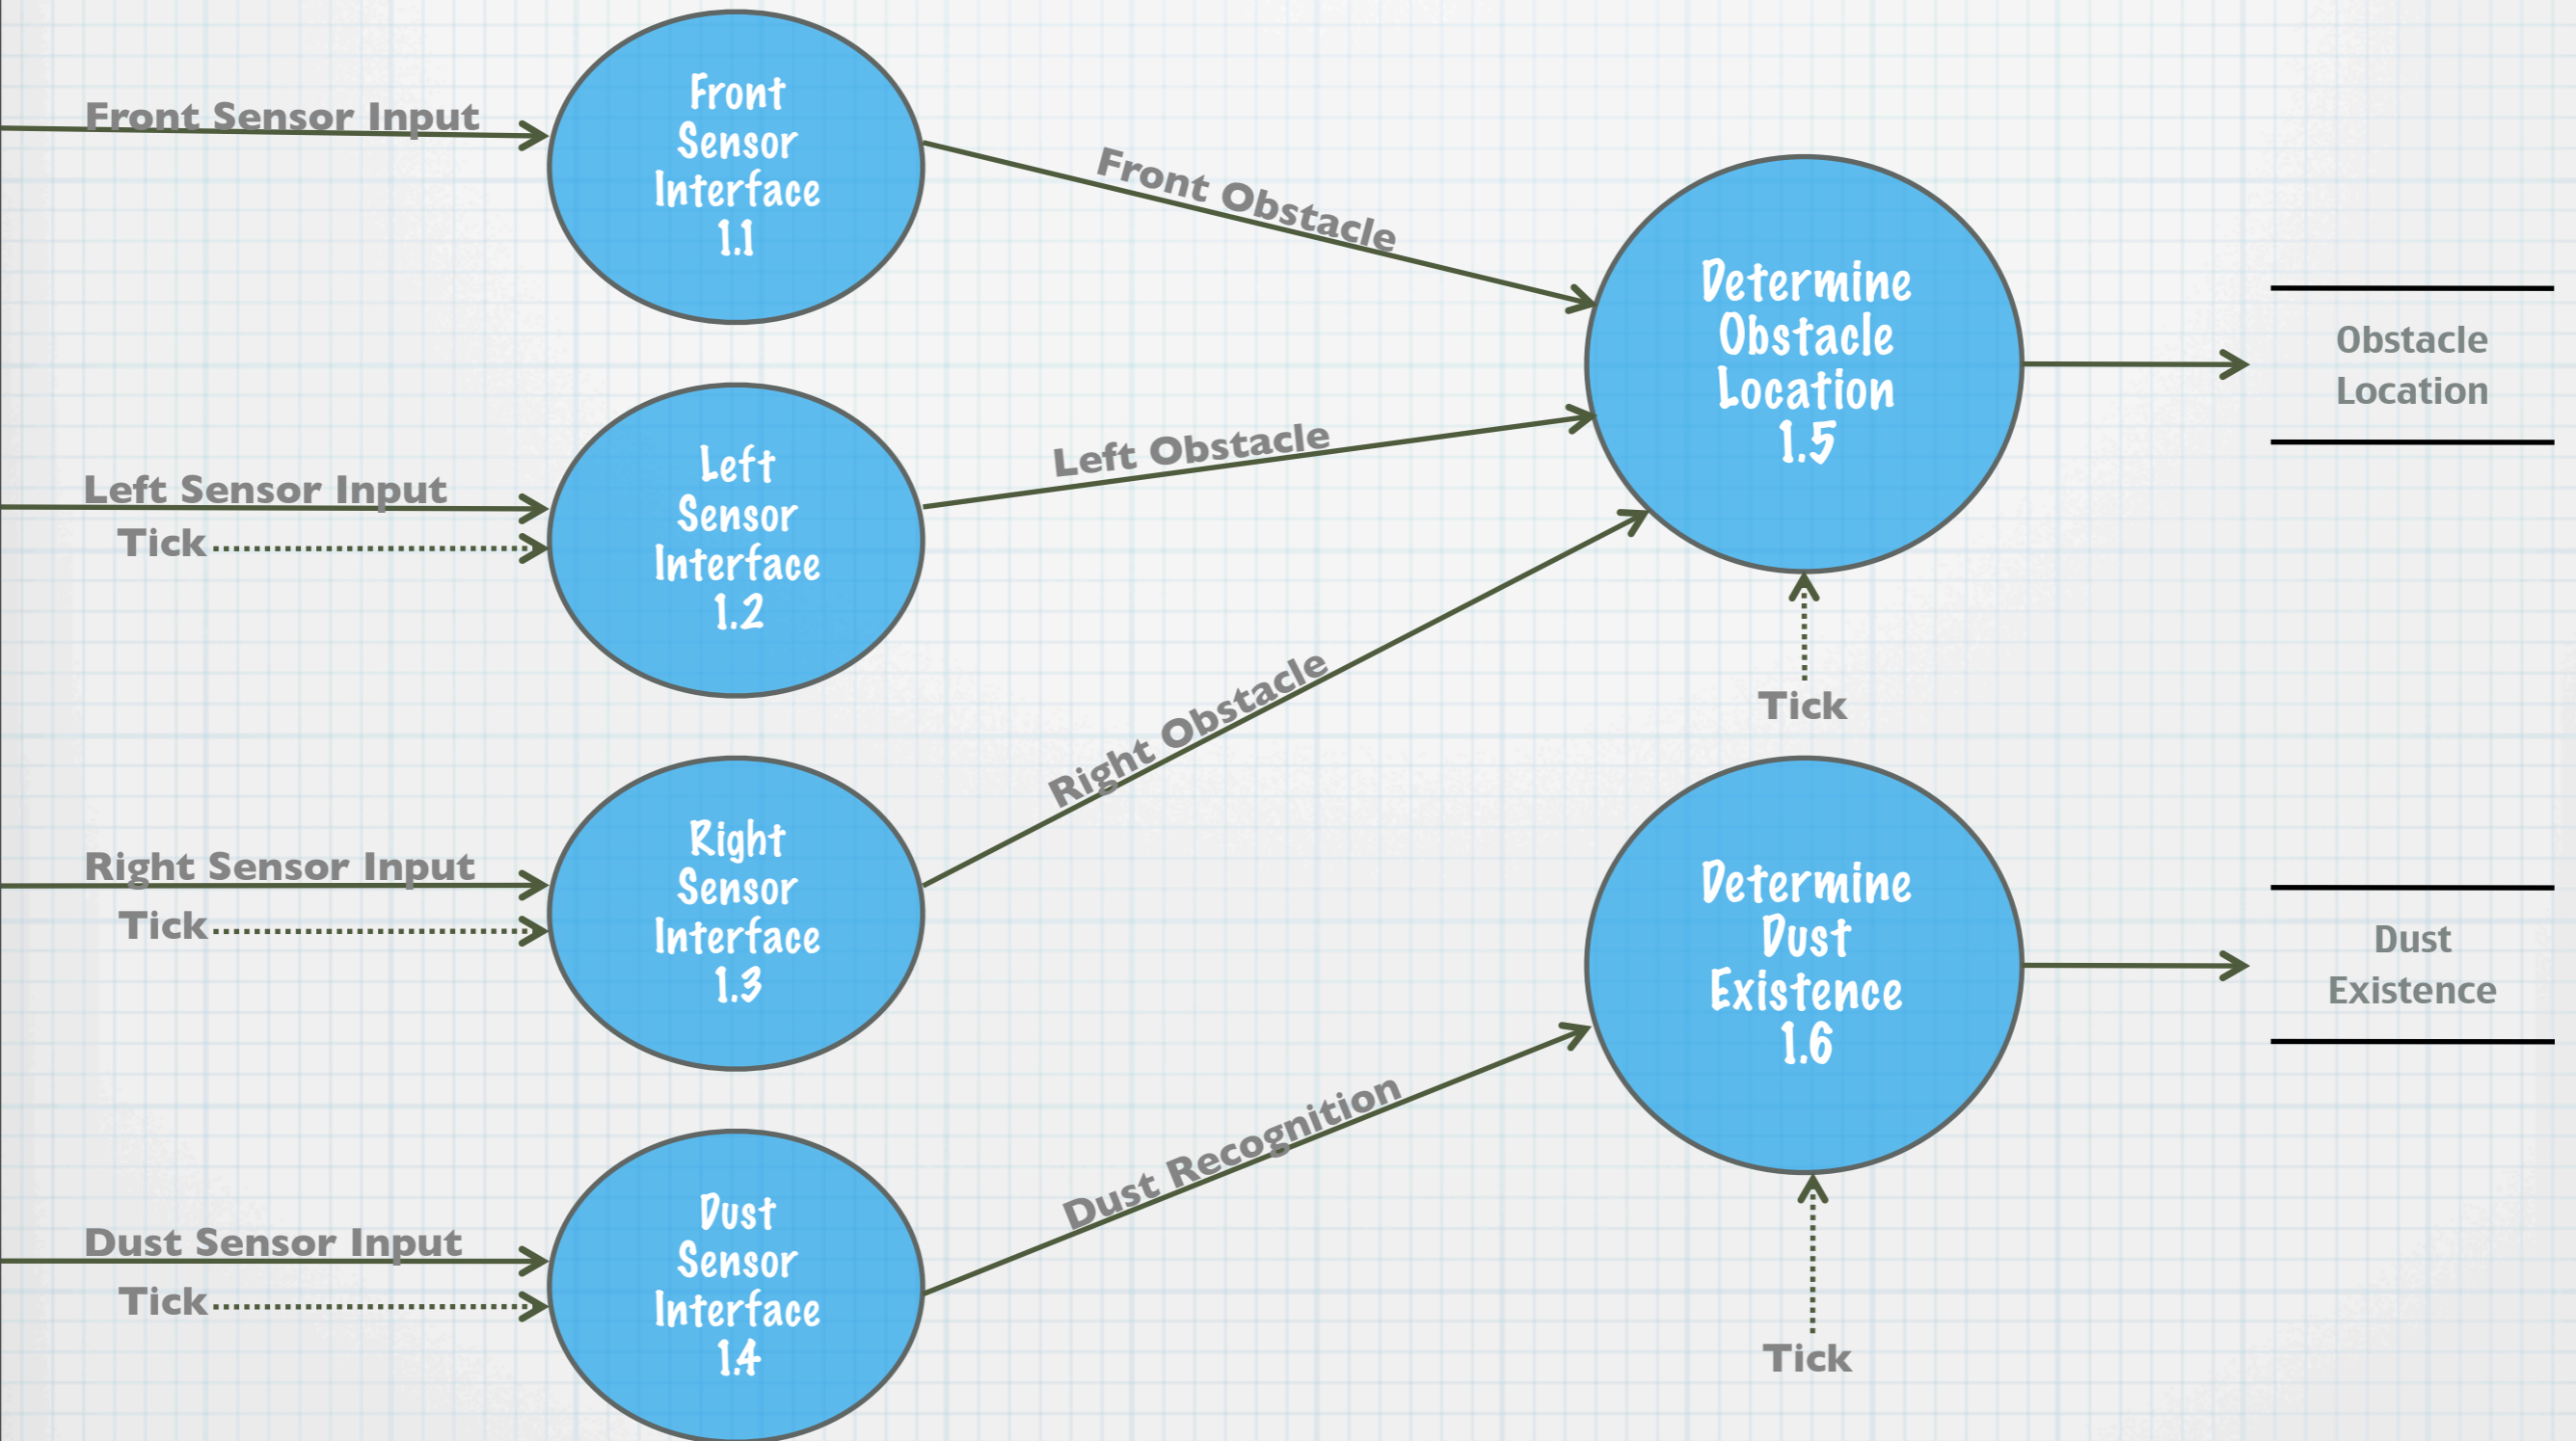 Front Sensor Input
Front
Sensor
Interface
1.1
Front Obstacle
Left Sensor Input
Tick
Left
Sensor
Interface
1.2
Left Obstacle
Right Sensor Input
Tick
Right
Sensor
Interface
1.3
Right Obstacle
Dust Sensor Input
Tick
Dust
Sensor
Interface
1.4
Dust Recognition
Determine
Obstacle
Location
1.5
Tick
Obstacle
Location
Determine
Dust
Existence
1.6
Tick
Dust
Existence